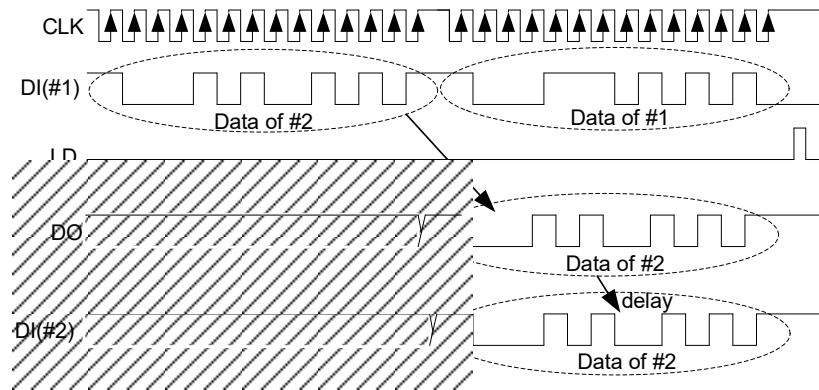 CLK
DI(#1)
Data of #2
Data of #1
LD
DO
Data of #2
delay
DI(#2)
Data of #2